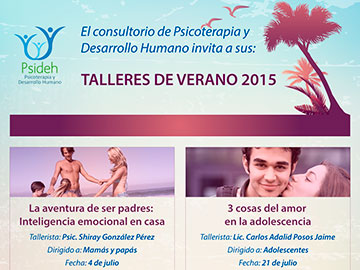 El consultorio de Psicoterapia y
Desarrollo Humano invita a sus:
Psideh
Psicoterapia y
Desarrollo Humano
TALLERES DE VERANO 2015
La aventura de ser padres:
Inteligencia emocional en casa
Tallerista: Psic. Shiray González Pérez
Dirigido a: Mamás y papás
Fecha: 4 de julio
3 cosas del amor
en la adolescencia
Tallerista: Lic. Carlos Adalid Posos Jaime
Dirigido a: Adolescentes
Fecha: 21 de julio